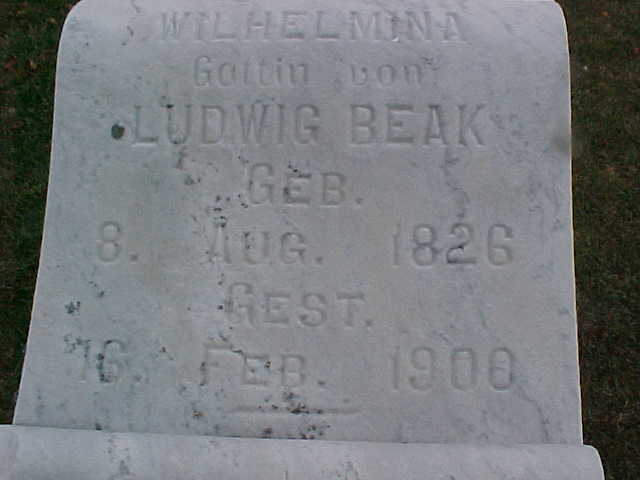 WILHELMINA
Gattin von
LUDWIG BEAK
GEB.
8. AUG. 1826
GEST.
16. FEB. 1900